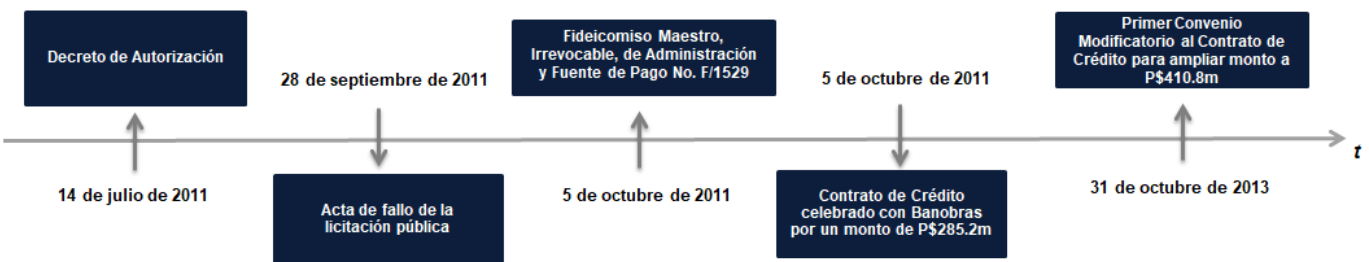 Decreto de Autorización
14 de julio de 2011
28 de septiembre de 2011
Acta de fallo de la
licitación pública
Fideicomiso Maestro,
Irrevocable, de Administración
y Fuente de Pago No. F/1529
5 de octubre de 2011
5 de octubre de 2011
Contrato de Crédito
celebrado con Banobras
por un monto de P$285.2m
Primer Convenio
Modificatorio al Contrato de
Crédito para ampliar monto a
P$410.8m
31 de octubre de 2013
t